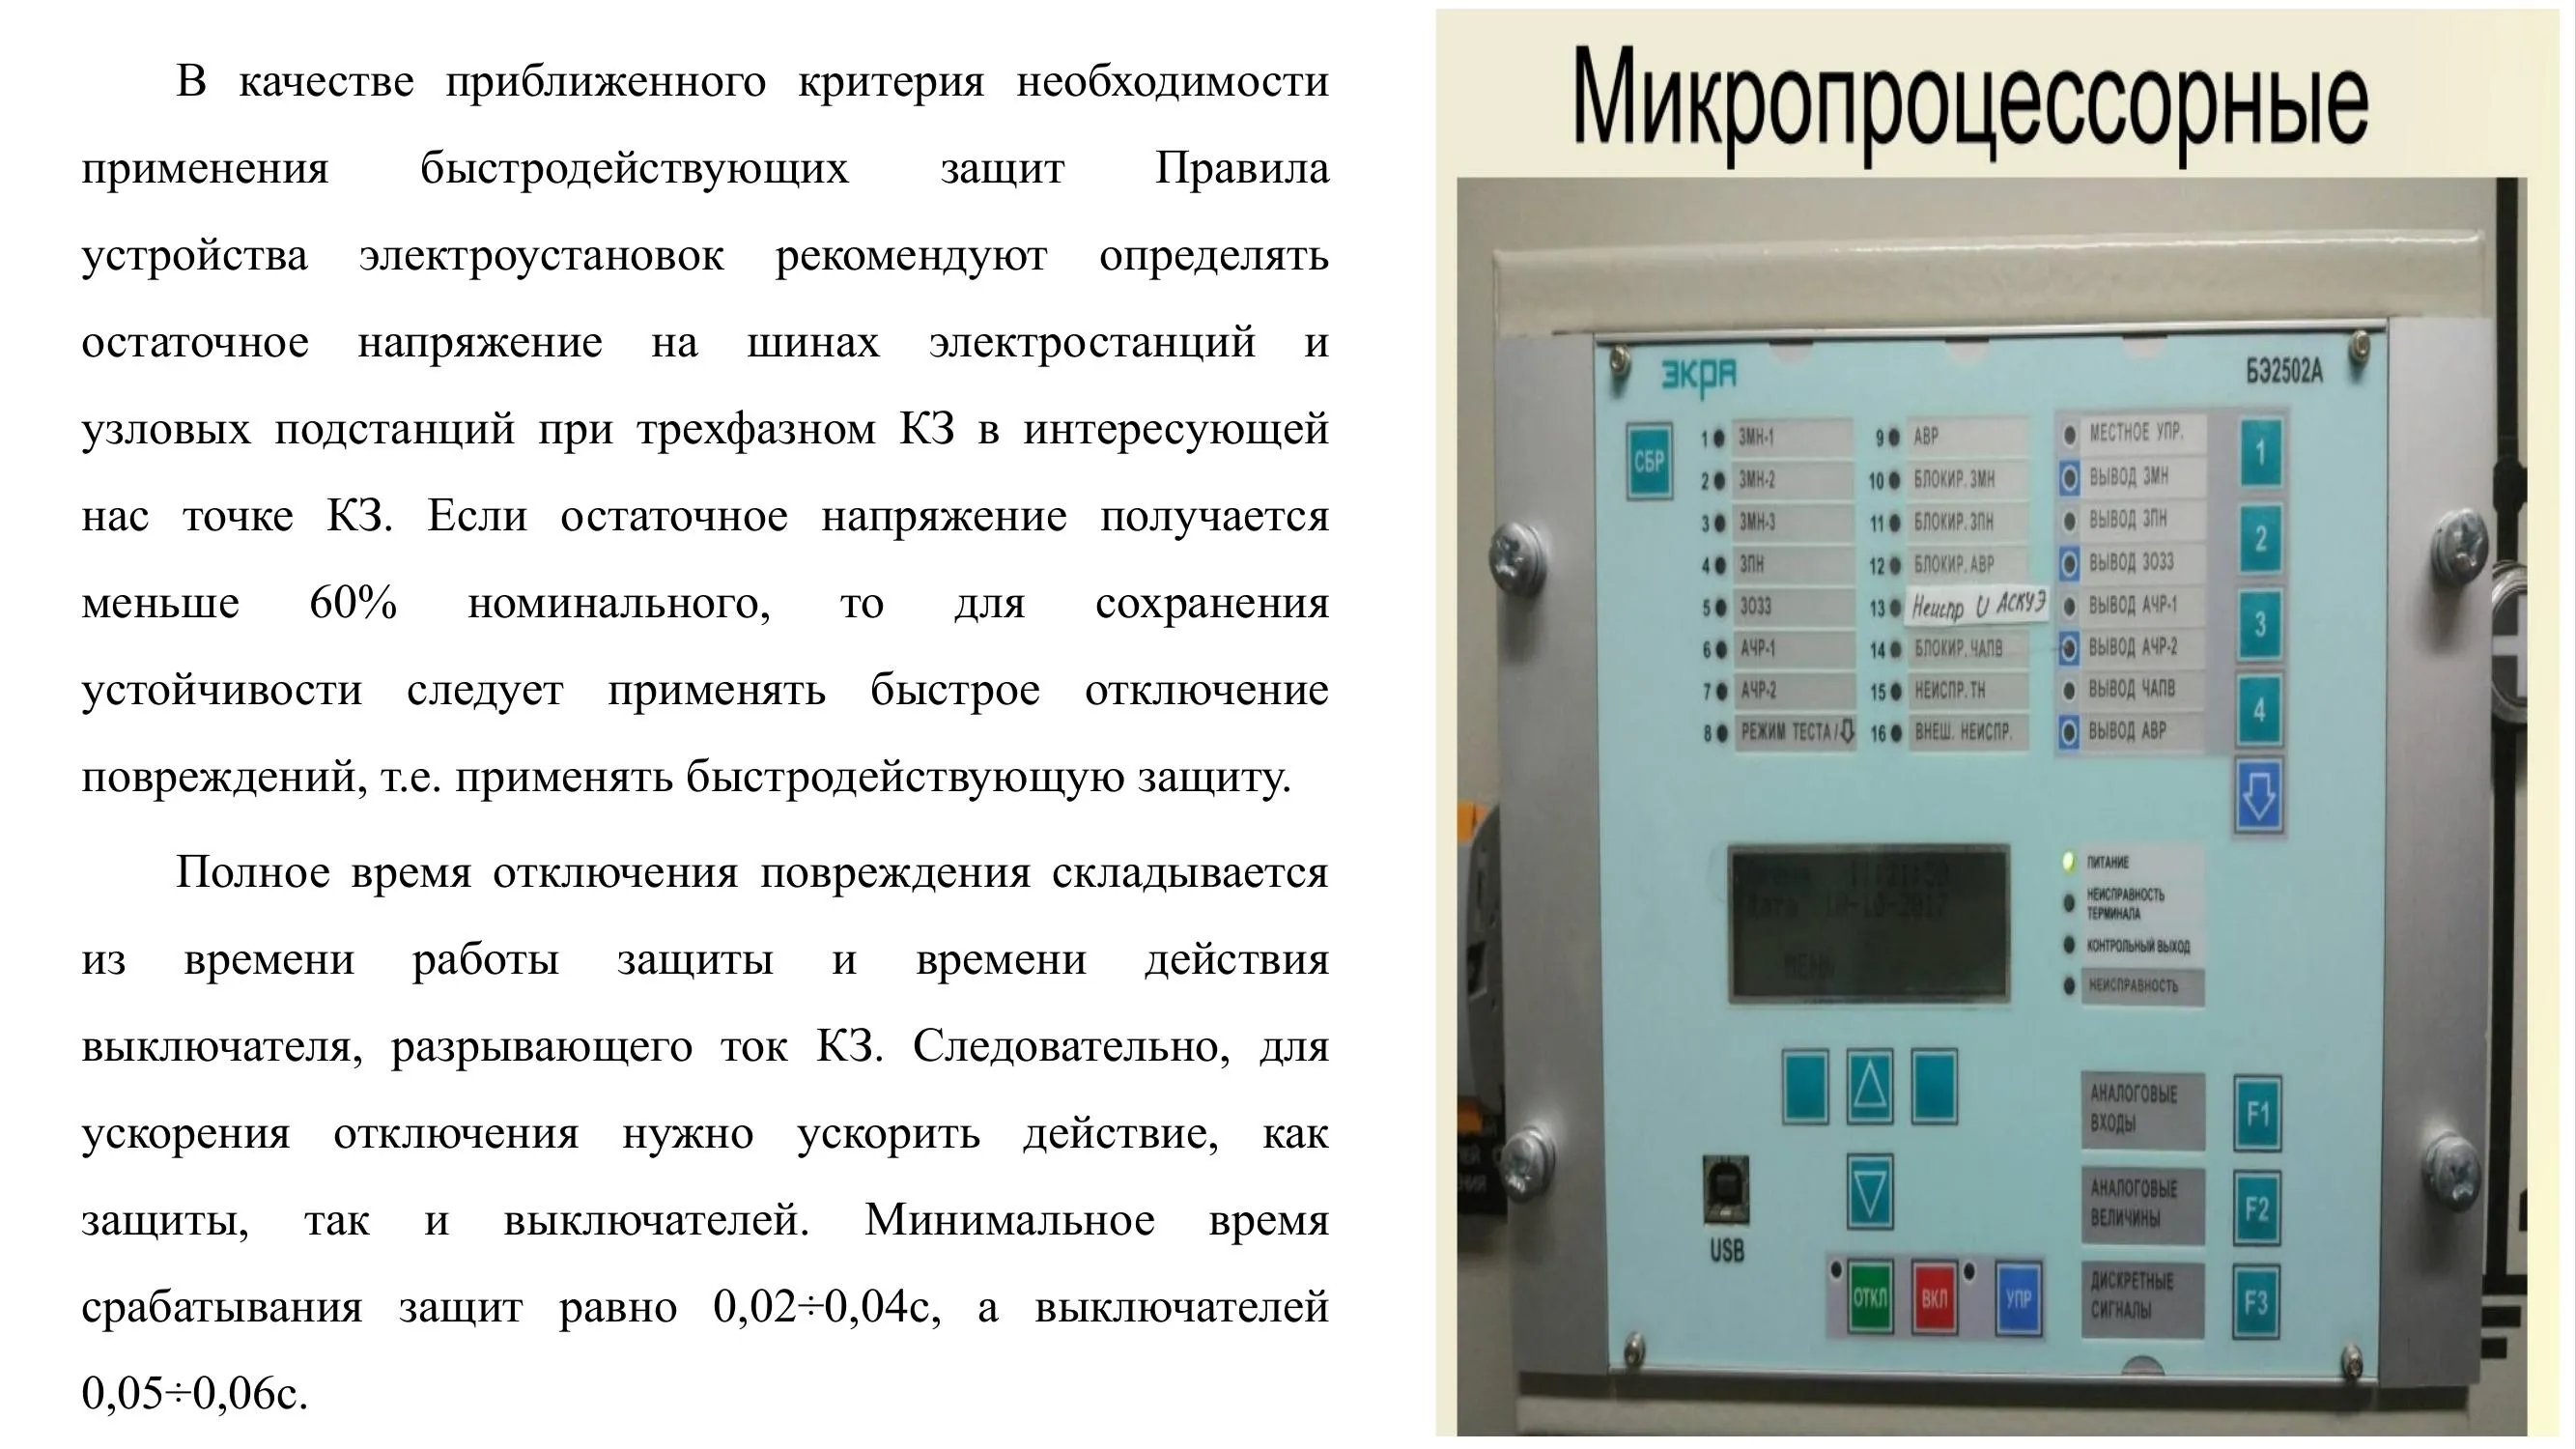 В качестве приближенного критерия необходимости
применения быстродействующих защит Правила
устройства электроустановок рекомендуют определять
остаточное напряжение на шинах электростанций и
узловых подстанций при трехфазном КЗ в интересующей
нас точке КЗ. Если остаточное напряжение получается
меньше 60% номинального, то для сохранения
устойчивости следует применять быстрое отключение
повреждений, т.е. применять быстродействующую защиту.
Полное время отключения повреждения складывается
из времени работы защиты и времени действия
выключателя, разрывающего ток КЗ. Следовательно, для
ускорения отключения нужно ускорить действие, как
защиты, так и выключателей. Минимальное время
срабатывания защит равно 0,02÷0,04с, а выключателей
0,05÷0,06с.
Микропроцессорные
ЭКРА
БЭ2502А
СБР
1 ЗМН-1
2 ЗМН-2
3 ЗМН-3
4 ЗПН
5 ЗОЗЗ
6 АЧР-1
7 АЧР-2
8 РЕЖИМ ТЕСТА/
9 АВР
10 БЛОКИР. ЗМН
11 БЛОКИР. ЗПН
12 БЛОКИР. АВР
13 Неиспр U АСКУЭ
14 БЛОКИР. ЧАПВ
15 НЕИСПР. ТН
16 ВНЕШ. НЕИСПР.
МЕСТНОЕ УПР.
ВЫВОД ЗМН
ВЫВОД ЗПН
ВЫВОД ЗОЗЗ
ВЫВОД АЧР-1
ВЫВОД АЧР-2
ВЫВОД ЧАПВ
ВЫВОД АВР
1
2
3
4
Дата 10-10-2017
МЕНЮ
ПИТАНИЕ
НЕИСПРАВНОСТЬ
ТЕРМИНАЛА
КОНТРОЛЬНЫЙ ВЫХОД
НЕИСПРАВНОСТЬ
USB
ОТКЛ
ВКЛ
УПР
АНАЛОГОВЫЕ
ВХОДЫ
F1
АНАЛОГОВЫЕ
ВЕЛИЧИНЫ
F2
ДИСКРЕТНЫЕ
СИГНАЛЫ
F3